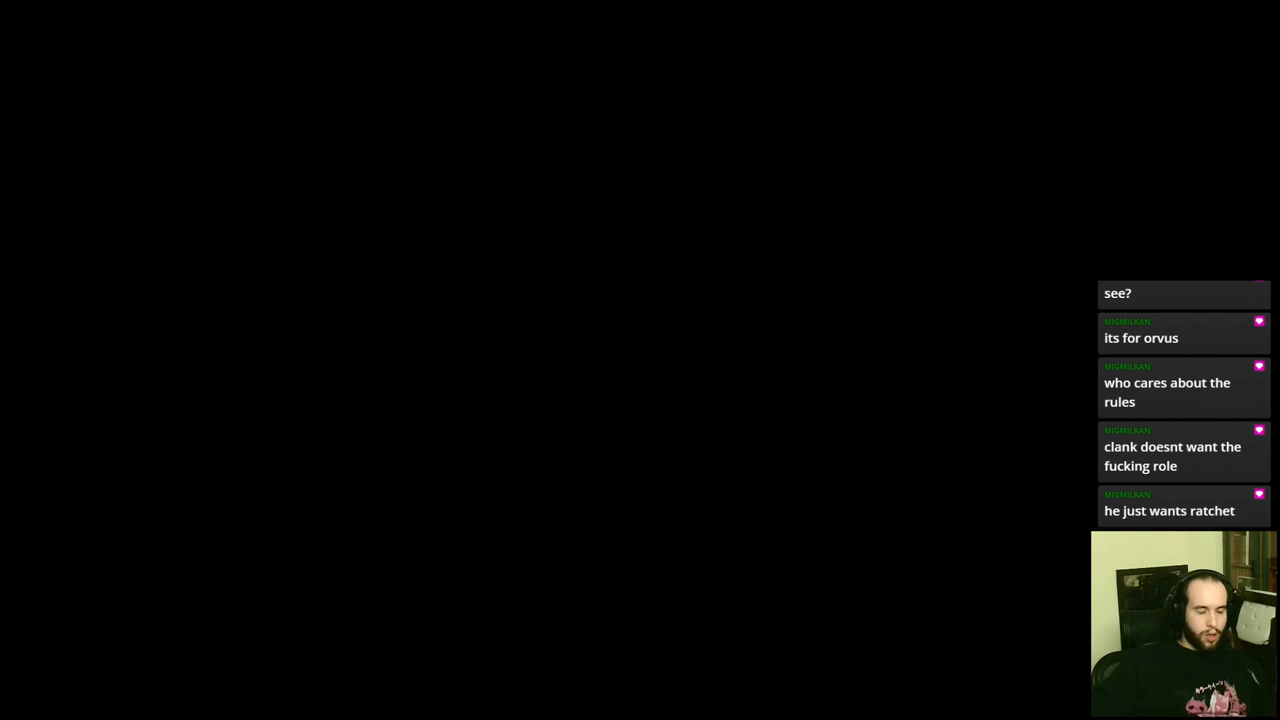 see?
MIGMILKAN
its for orvus
MIGMILKAN
who cares about the
rules
MIGMILKAN
clank doesnt want the
fucking role
MIGMILKAN
he just wants ratchet